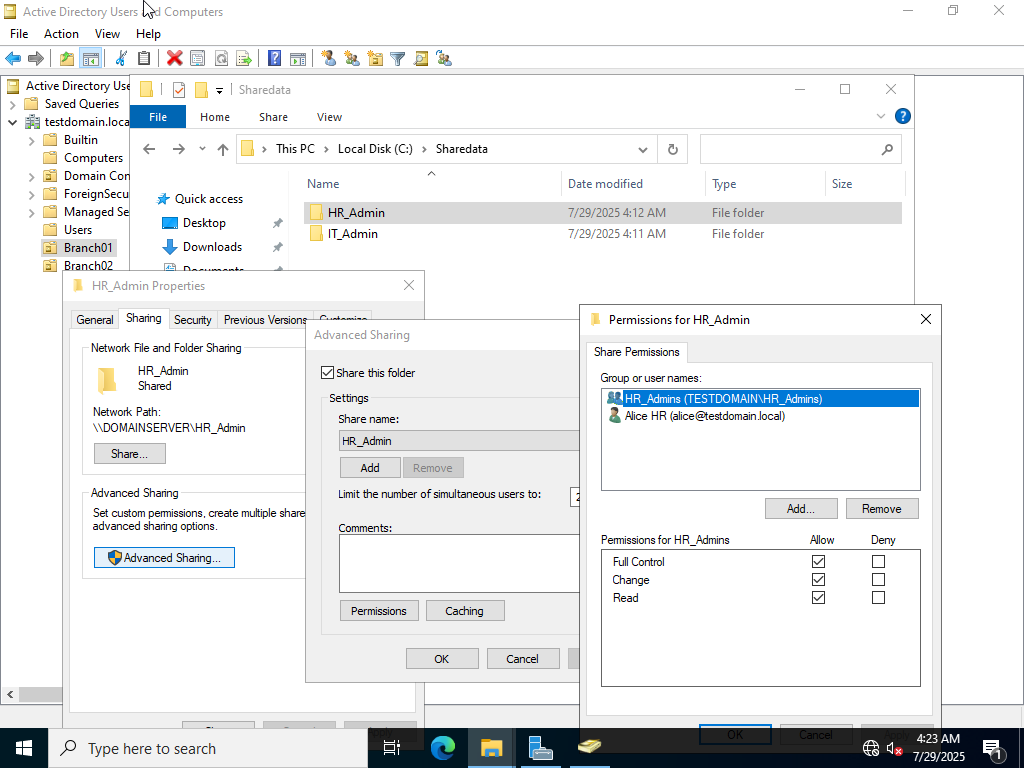 Active Directory Users and Computers
File Action View Help
Active Directory Use
Saved Queries
testdomain.loca
Builtin
Computers
Domain Con
ForeignSecu
Managed Se
Users
Branch01
Branch02
Sharedata
File Home Share View
This PC > Local Disk (C:) > Sharedata
Name Date modified Type Size
Quick access
Desktop
Downloads
Documents
HR_Admin 7/29/2025 4:12 AM File folder
IT_Admin 7/29/2025 4:11 AM File folder
HR_Admin Properties
General Sharing Security Previous Versions Customize
Network File and Folder Sharing
HR_Admin
Shared
Network Path:
\\DOMAINSERVER\HR_Admin
Share...
Advanced Sharing
Set custom permissions, create multiple share
advanced sharing options.
Advanced Sharing...
Advanced Sharing
Share this folder
Settings
Share name:
HR_Admin
Add Remove
Limit the number of simultaneous users to:
Comments:
Permissions Caching
OK Cancel
Permissions for HR_Admin
Share Permissions
Group or user names:
HR_Admins (TESTDOMAIN\HR_Admins)
Alice HR (alice@testdomain.local)
Add... Remove
Permissions for HR_Admins Allow Deny
Full Control
Change
Read
OK Cancel Apply
Type here to search
4:23 AM
7/29/2025
1